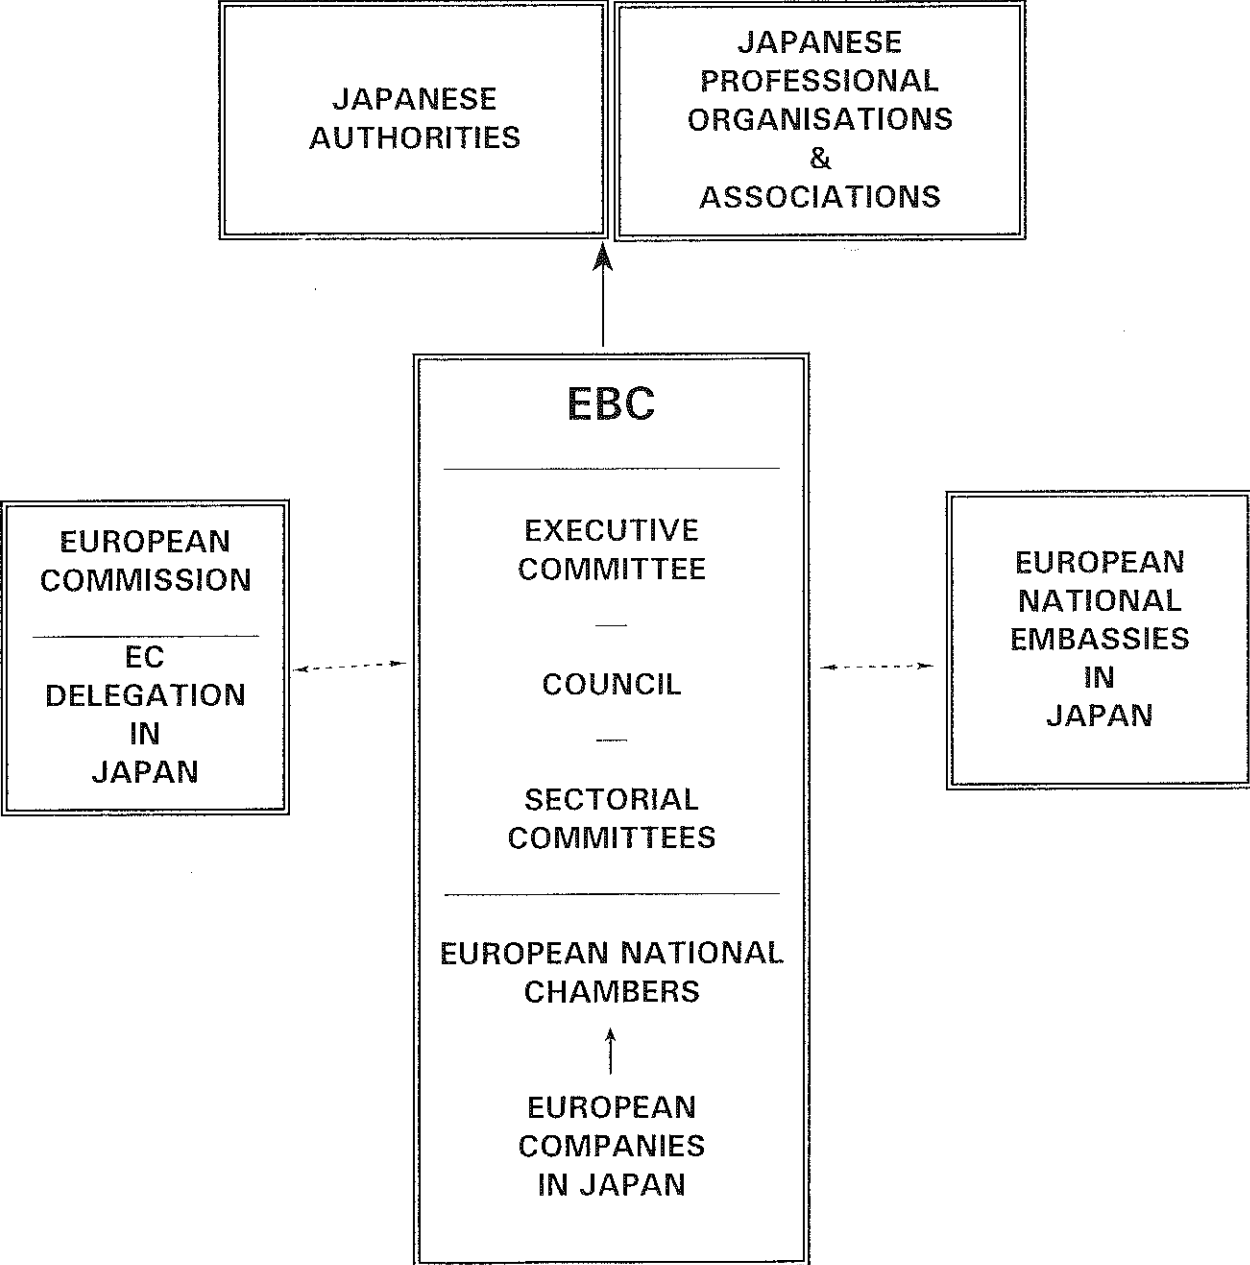 JAPANESE
AUTHORITIES
JAPANESE
PROFESSIONAL
ORGANISATIONS
&
ASSOCIATIONS
EBC
EXECUTIVE
COMMITTEE
COUNCIL
SECTORIAL
COMMITTEES
EUROPEAN NATIONAL
CHAMBERS
EUROPEAN
COMPANIES
IN JAPAN
EUROPEAN
COMMISSION
EC
DELEGATION
IN
JAPAN
EUROPEAN
NATIONAL
EMBASSIES
IN
JAPAN